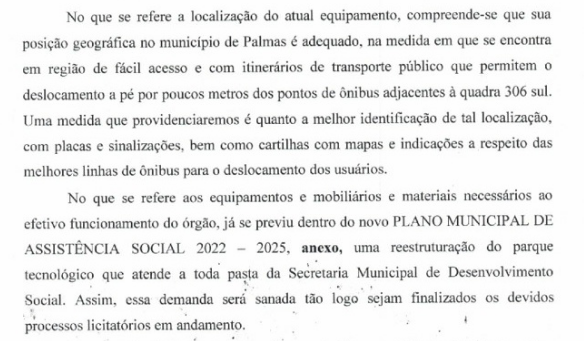 No que se refere a localização do atual equipamento, compreende-se que sua
posição geográfica no município de Palmas é adequado, na medida em que se encontra
em região de fácil acesso e com itinerários de transporte público que permitem o
deslocamento a pé por poucos metros dos pontos de ônibus adjacentes à quadra 306 sul.
Uma medida que providenciaremos é quanto a melhor identificação de tal localização,
com placas e sinalizações, bem como cartilhas com mapas e indicações a respeito das
melhores linhas de ônibus para o deslocamento dos usuários.
No que se refere aos equipamentos e mobiliários e materiais necessários ao
efetivo funcionamento do órgão, já se previu dentro do novo PLANO MUNICIPAL DE
ASSISTÊNCIA SOCIAL 2022 – 2025, anexo, uma reestruturação do parque
tecnológico que atende a toda pasta da Secretaria Municipal de Desenvolvimento
Social. Assim, essa demanda será sanada tão logo sejam finalizados os devidos
processos licitatórios em andamento.